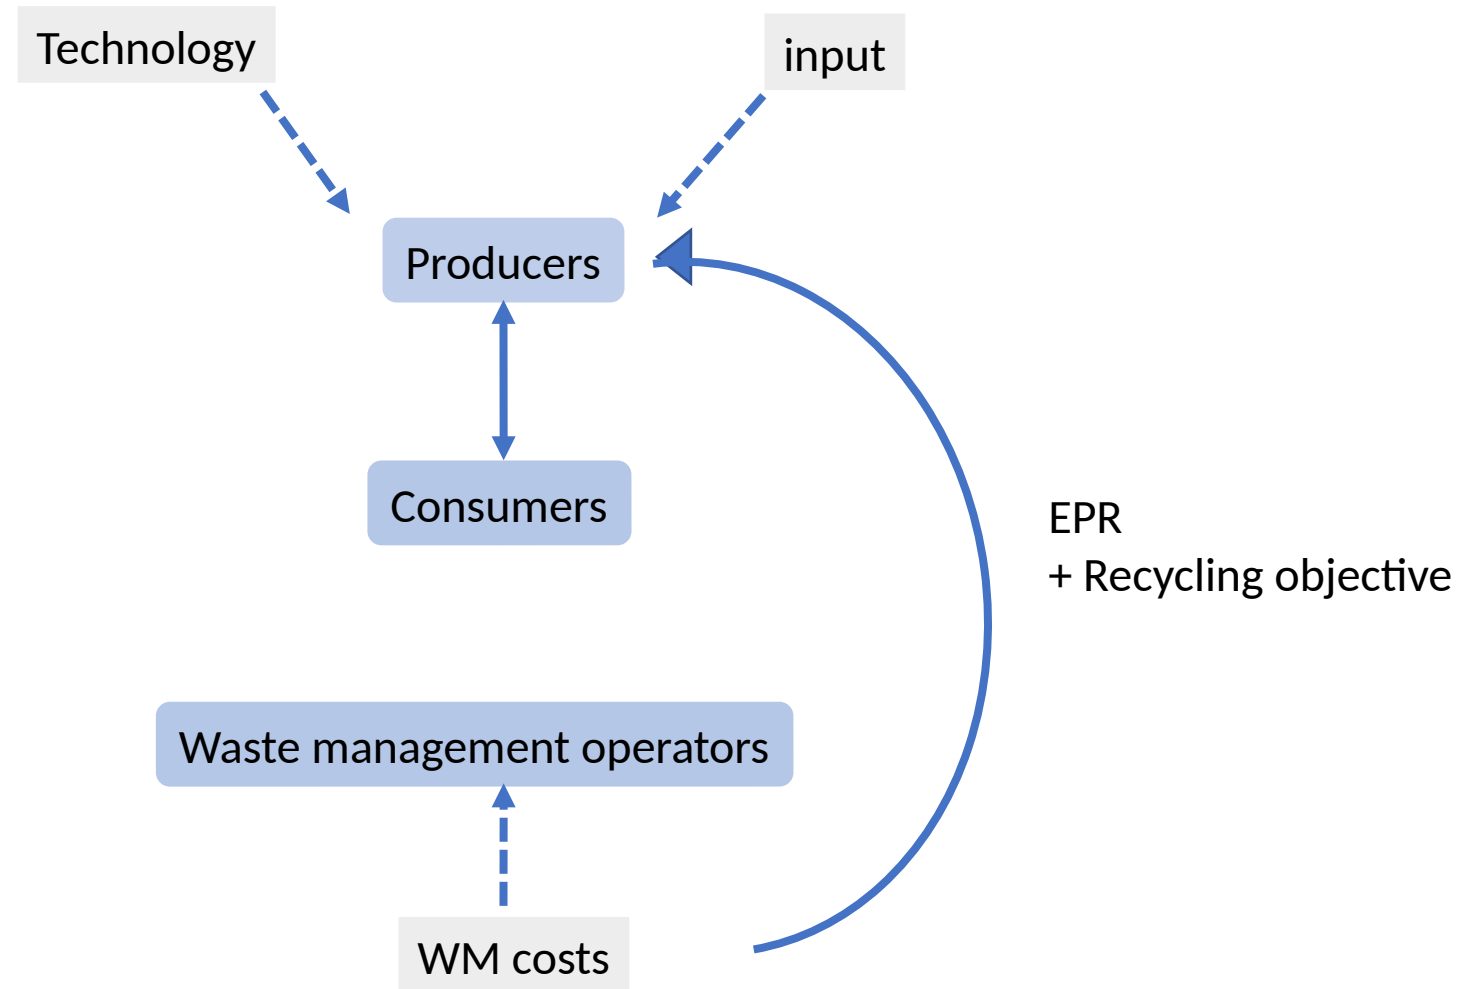 Technology
input
Producers
Consumers
EPR
+ Recycling objective
Waste management operators
WM costs